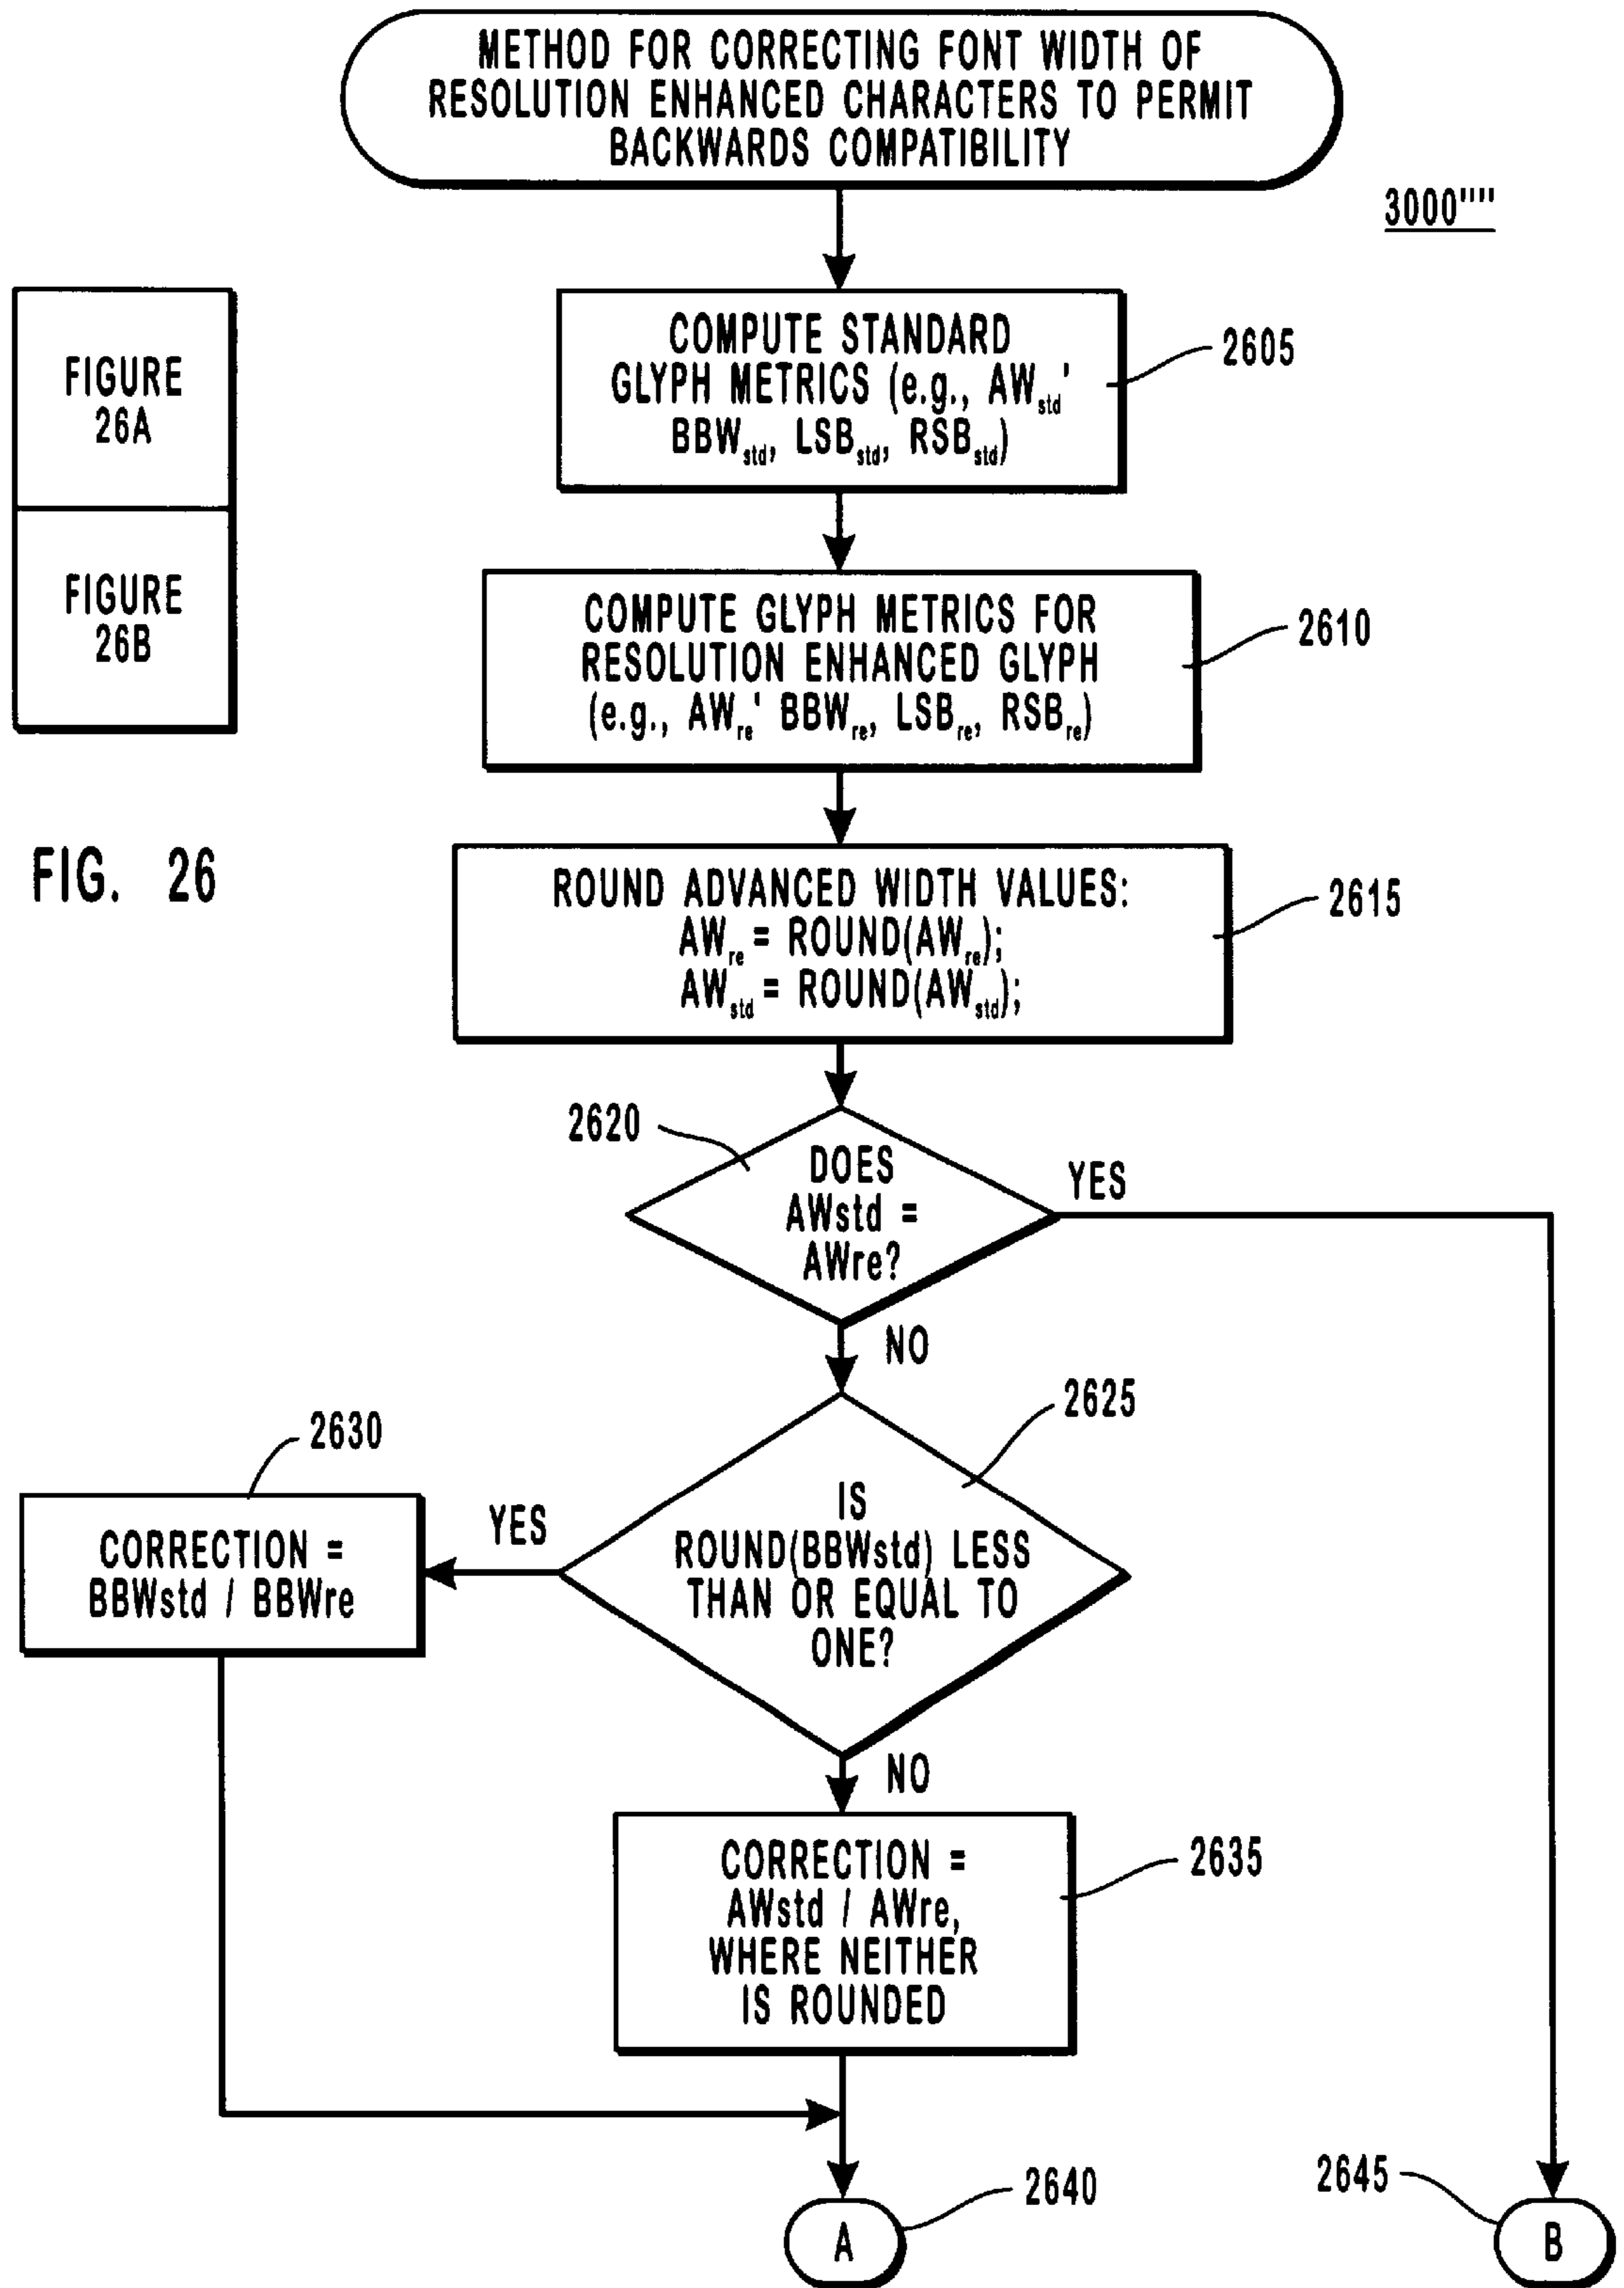 METHOD FOR CORRECTING FONT WIDTH OF
RESOLUTION ENHANCED CHARACTERS TO PERMIT
BACKWARDS COMPATIBILITY
3000''''
FIGURE
26A
FIGURE
26B
FIG. 26
COMPUTE STANDARD
GLYPH METRICS (e.g., AWstd'
BBWstd, LSBstd, RSBstd)
2605
COMPUTE GLYPH METRICS FOR
RESOLUTION ENHANCED GLYPH
(e.g., AWre' BBWre, LSBre, RSBre)
2610
ROUND ADVANCED WIDTH VALUES:
AWre = ROUND(AWre);
AWstd = ROUND(AWstd);
2615
2620
DOES
AWstd =
AWre?
YES
NO
2625
IS
ROUND(BBWstd) LESS
THAN OR EQUAL TO
ONE?
YES
2630
CORRECTION =
BBWstd / BBWre
NO
CORRECTION =
AWstd / AWre,
WHERE NEITHER
IS ROUNDED
2635
A
2640
2645
B